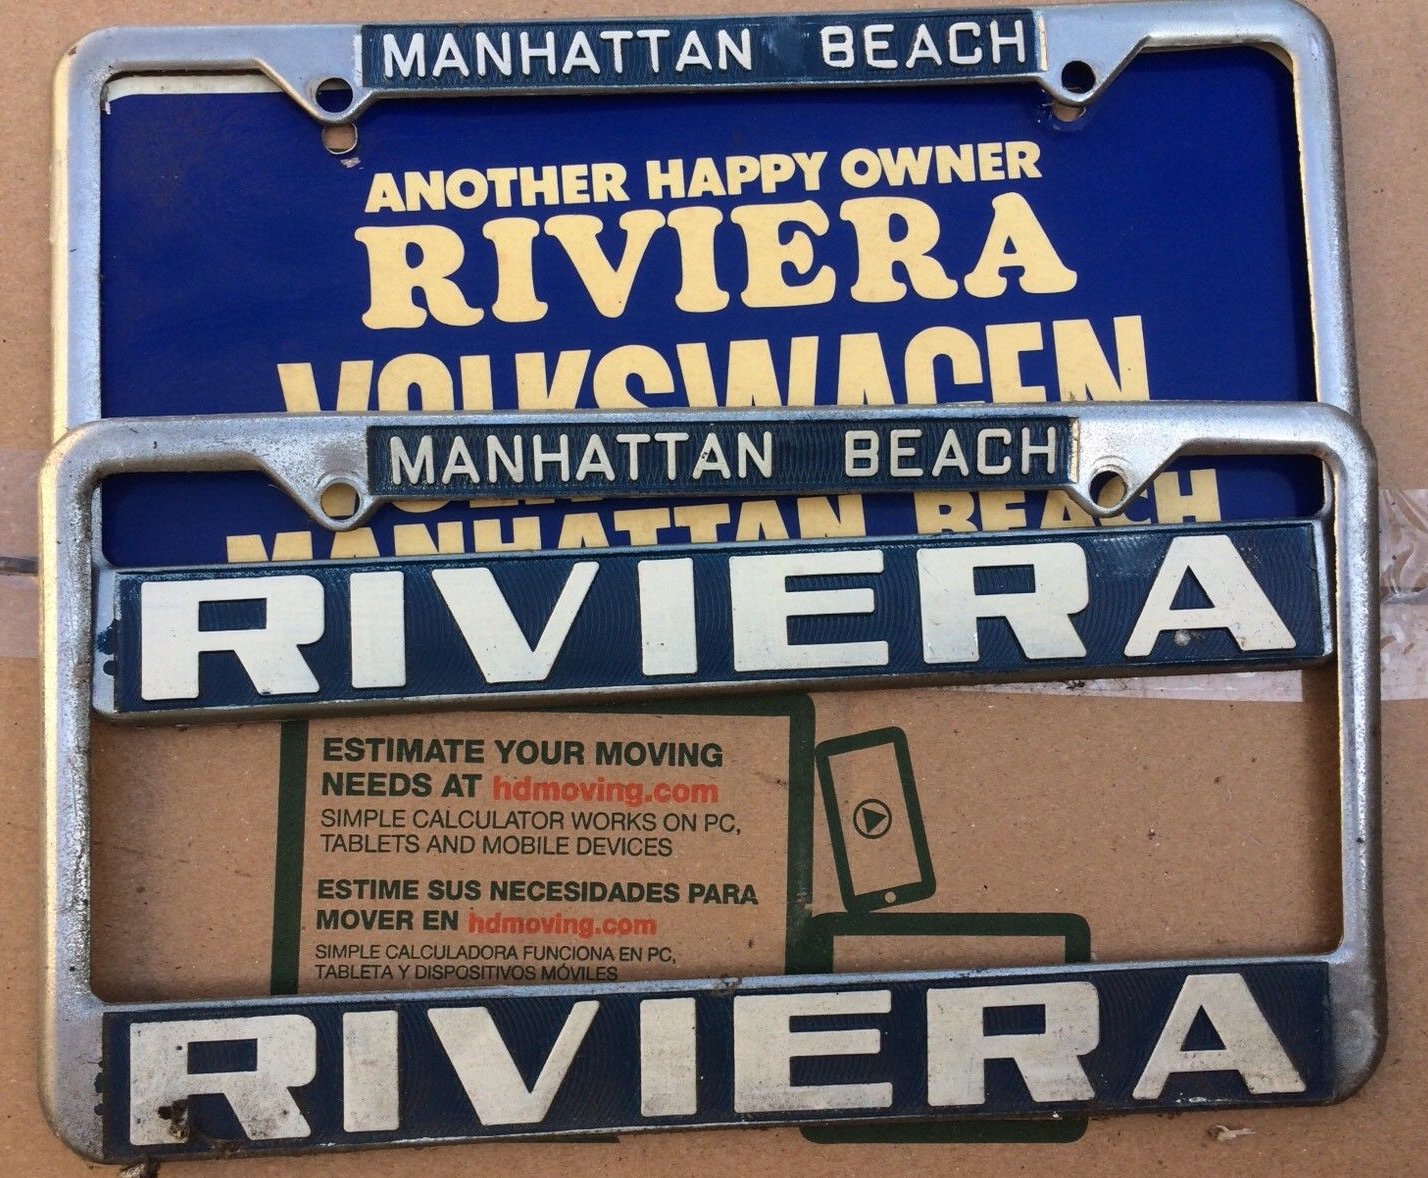 MANHATTAN BEACH
ANOTHER HAPPY OWNER
RIVIERA
VOLKSWAGEN
MANHATTAN BEACH
MANHATTAN BEACH
RIVIERA
ESTIMATE YOUR MOVING
NEEDS AT hdmoving.com
SIMPLE CALCULATOR WORKS ON PC,
TABLETS AND MOBILE DEVICES
ESTIME SUS NECESIDADES PARA
MOVER EN hdmoving.com
SIMPLE CALCULADORA FUNCIONA EN PC,
TABLETA Y DISPOSITIVOS MÓVILES
RIVIERA